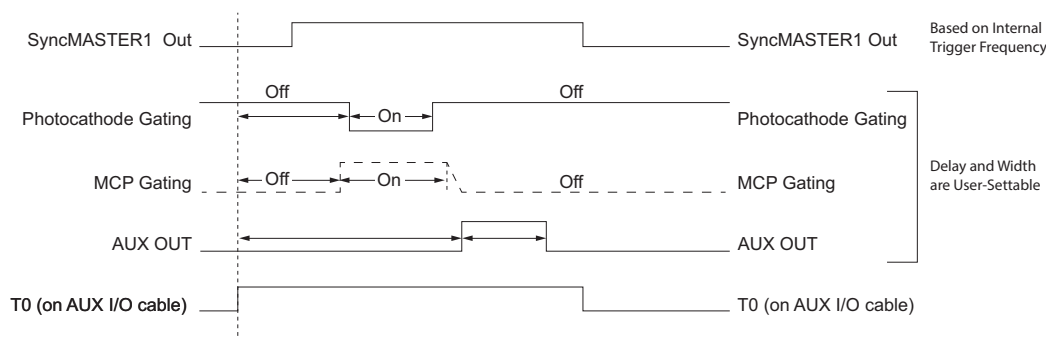 SyncMASTER1 Out
SyncMASTER1 Out
Based on Internal
Trigger Frequency
Off
Off
Photocathode Gating
On
Photocathode Gating
MCP Gating
Off
On
Off
MCP Gating
Delay and Width
are User-Settable
AUX OUT
AUX OUT
T0 (on AUX I/O cable)
T0 (on AUX I/O cable)